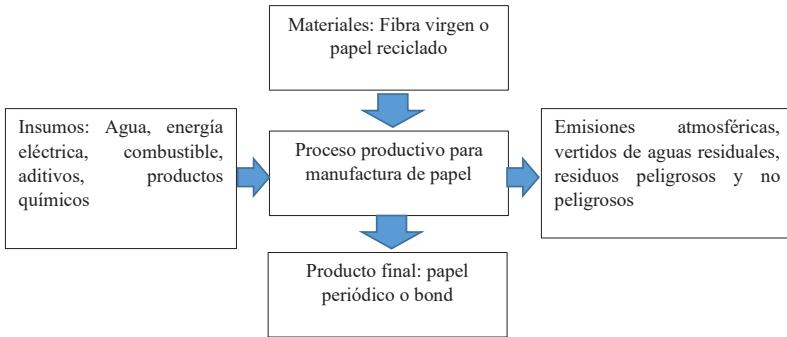 Materiales: Fibra virgen o
papel reciclado
Insumos: Agua, energía
eléctrica, combustible,
aditivos, productos
químicos
Proceso productivo para
manufactura de papel
Emisiones atmosféricas,
vertidos de aguas residuales,
residuos peligrosos y no
peligrosos
Producto final: papel
periódico o bond